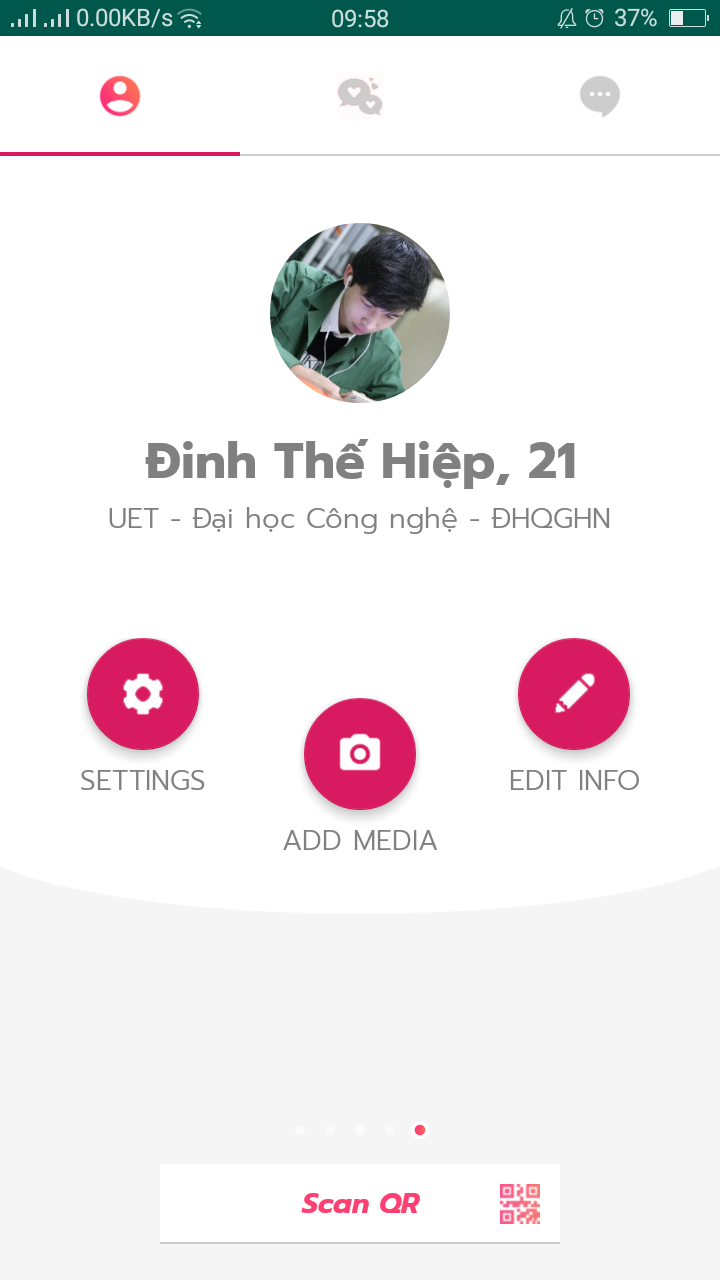 0.00KB/s 09:58 37%
Đinh Thế Hiệp, 21
UET - Đại học Công nghệ - ĐHQGHN
SETTINGS
EDIT INFO
ADD MEDIA
Scan QR